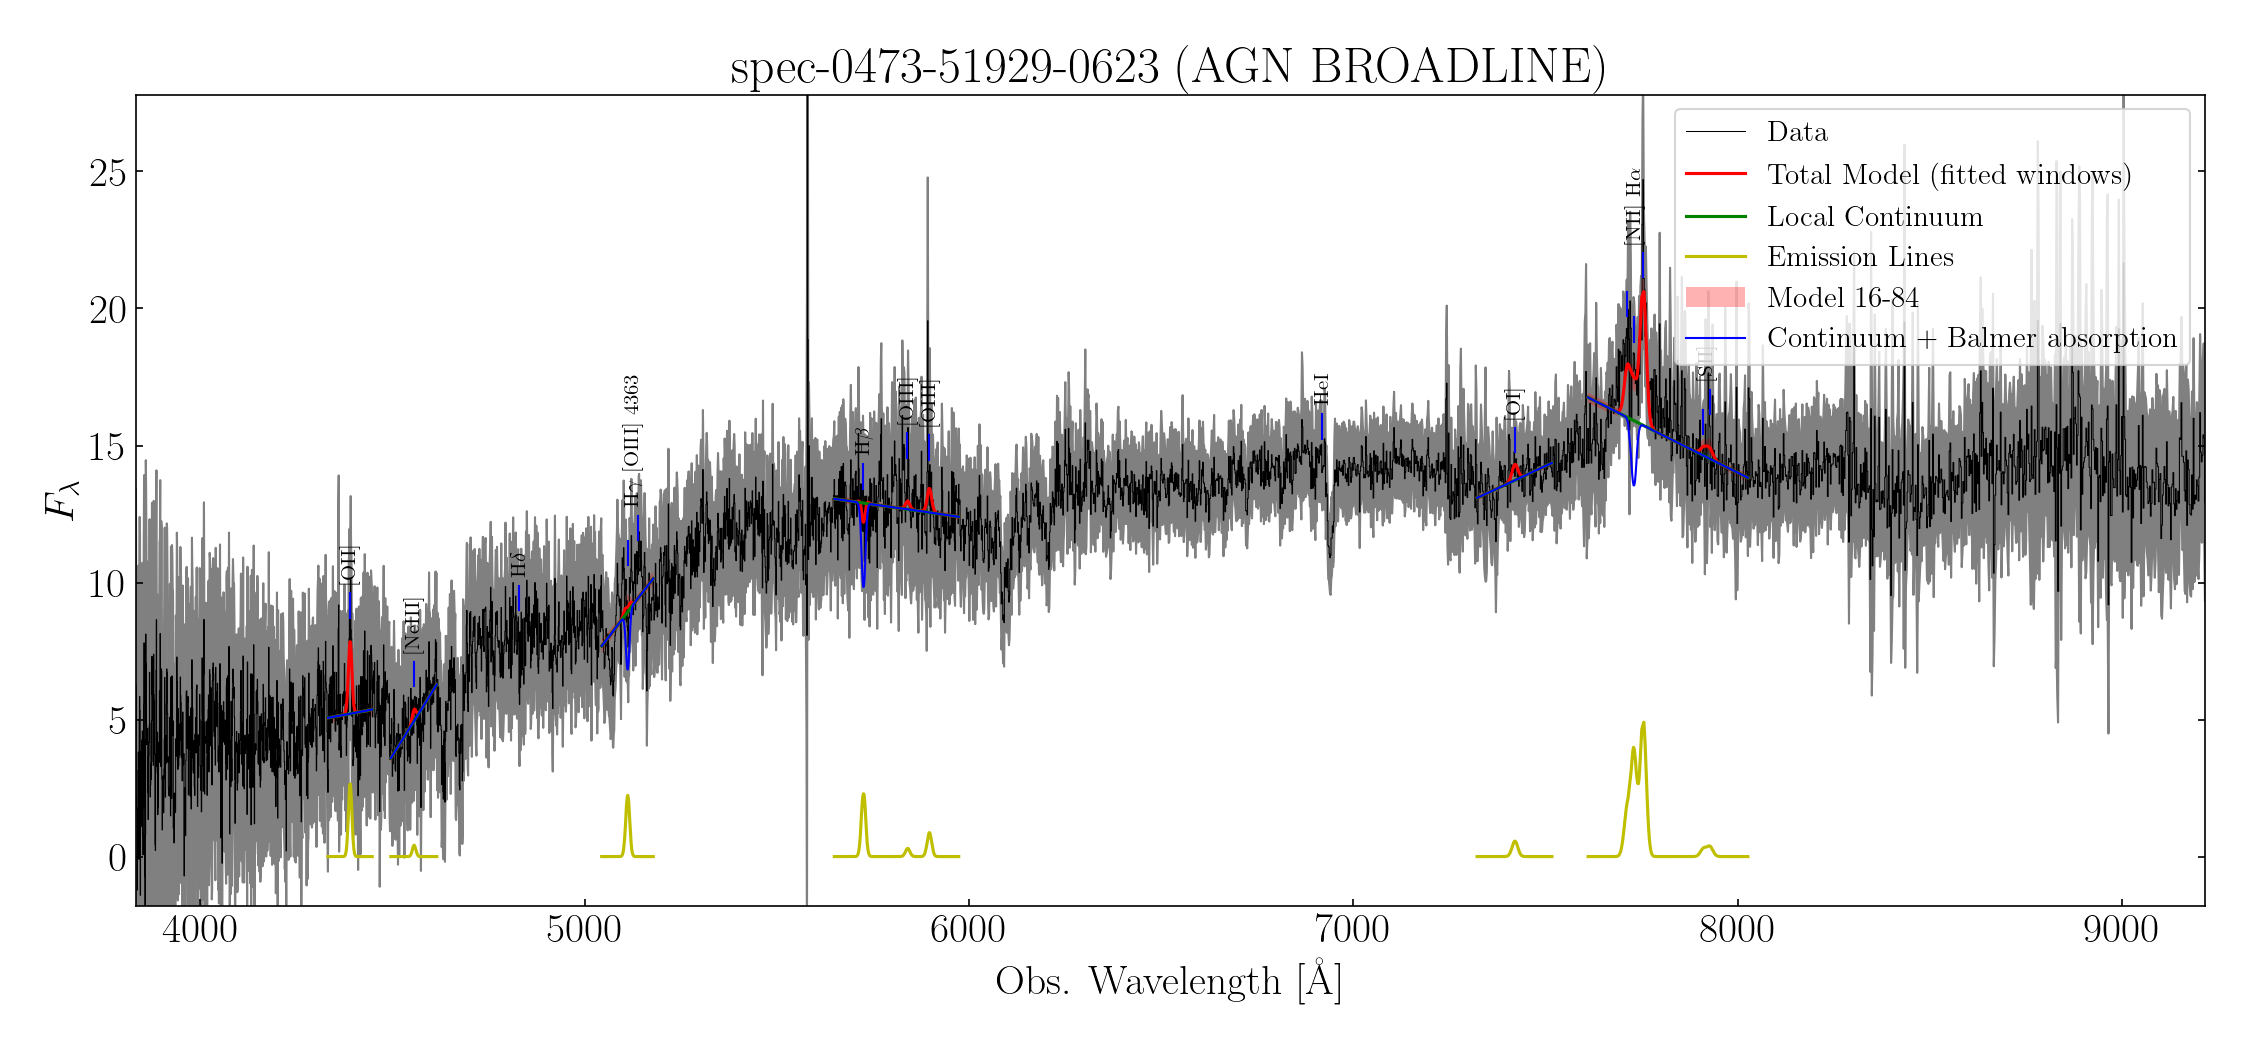 spec-0473-51929-0623 (AGN BROADLINE)
Data
Total Model (fitted windows)
Local Continuum
Emission Lines
Model 16-84
Continuum + Balmer absorption
[OII]
[NeIII]
Hδ
Hγ
[OIII] 4363
Hβ
[OIII]
[OIII]
HeI
[OI]
[NII]
Hα
[SII]
25
20
15
10
5
0
Fλ
4000
5000
6000
7000
8000
9000
Obs. Wavelength [Å]